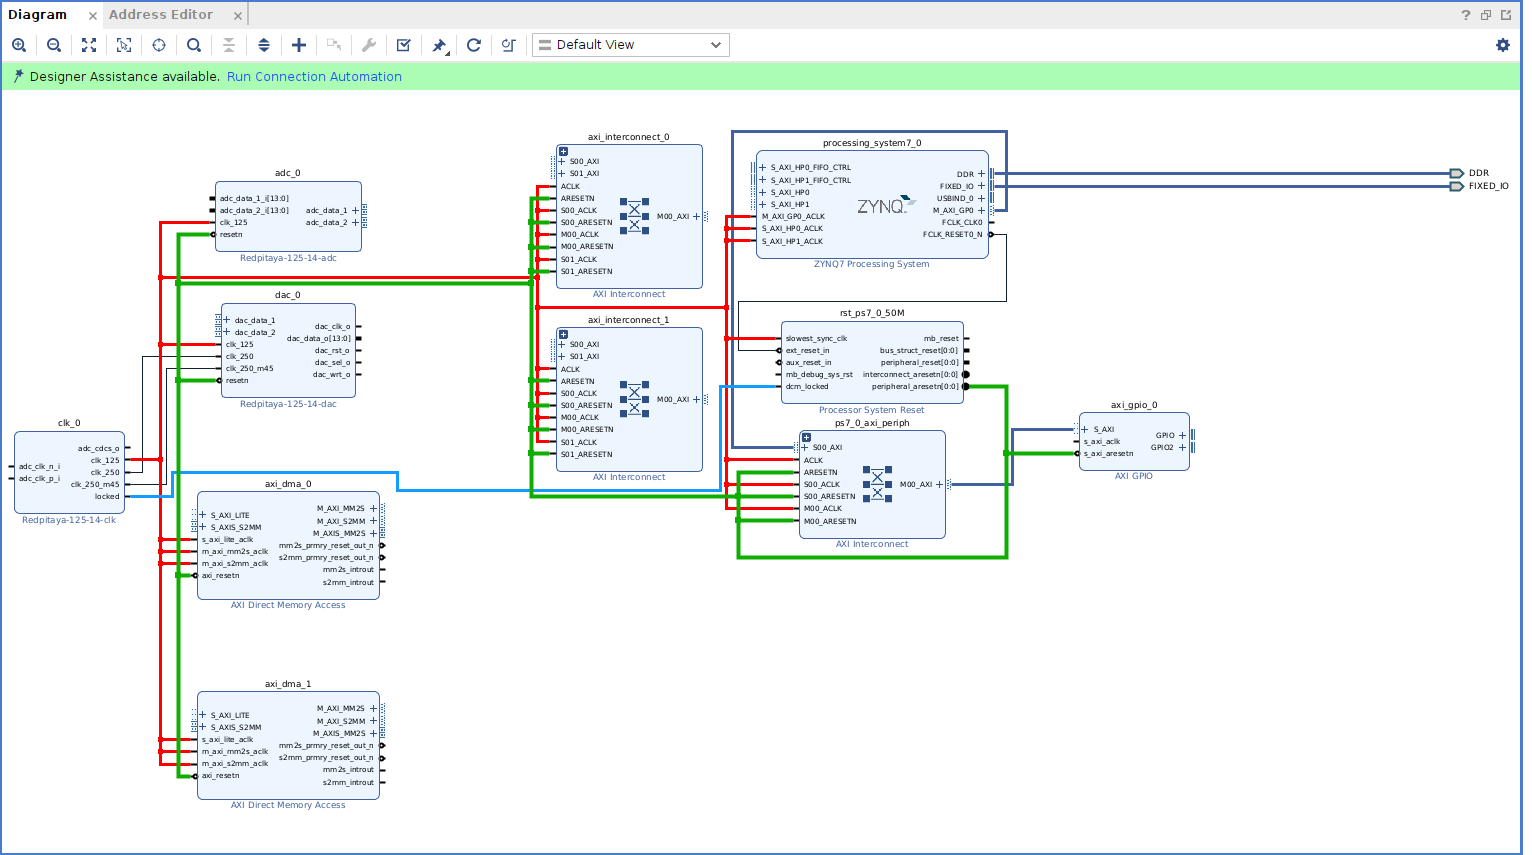 Diagram
Address Editor
Default View
Designer Assistance available. Run Connection Automation
adc_0
adc_data_1_i[13:0]
adc_data_2_i[13:0]
clk_125
resetn
adc_data_1
adc_data_2
Redpitaya-125-14-adc
dac_0
dac_data_1
dac_data_2
clk_125
clk_250
clk_250_m45
resetn
dac_clk_o
dac_data_o[13:0]
dac_rst_o
dac_sel_o
dac_wrt_o
Redpitaya-125-14-dac
clk_0
adc_clk_n_i
adc_clk_p_i
adc_cdcs_o
clk_125
clk_250
clk_250_m45
locked
Redpitaya-125-14-clk
axi_dma_0
S_AXI_LITE
S_AXIS_S2MM
s_axi_lite_aclk
m_axi_mm2s_aclk
m_axi_s2mm_aclk
axi_resetn
M_AXI_MM2S
M_AXI_S2MM
M_AXIS_MM2S
mm2s_prmry_reset_out_n
s2mm_prmry_reset_out_n
mm2s_introut
s2mm_introut
AXI Direct Memory Access
axi_dma_1
S_AXI_LITE
S_AXIS_S2MM
s_axi_lite_aclk
m_axi_mm2s_aclk
m_axi_s2mm_aclk
axi_resetn
M_AXI_MM2S
M_AXI_S2MM
M_AXIS_MM2S
mm2s_prmry_reset_out_n
s2mm_prmry_reset_out_n
mm2s_introut
s2mm_introut
AXI Direct Memory Access
axi_interconnect_0
S00_AXI
S01_AXI
ACLK
ARESETN
S00_ACLK
S00_ARESETN
M00_ACLK
M00_ARESETN
S01_ACLK
S01_ARESETN
M00_AXI
AXI Interconnect
axi_interconnect_1
S00_AXI
S01_AXI
ACLK
ARESETN
S00_ACLK
S00_ARESETN
M00_ACLK
M00_ARESETN
S01_ACLK
S01_ARESETN
M00_AXI
AXI Interconnect
processing_system7_0
S_AXI_HP0_FIFO_CTRL
S_AXI_HP1_FIFO_CTRL
S_AXI_HP0
S_AXI_HP1
M_AXI_GP0_ACLK
S_AXI_HP0_ACLK
S_AXI_HP1_ACLK
ZYNQ
DDR
FIXED_IO
USBIND_0
M_AXI_GP0
FCLK_CLK0
FCLK_RESET0_N
ZYNQ7 Processing System
DDR
FIXED_IO
rst_ps7_0_50M
slowest_sync_clk
ext_reset_in
aux_reset_in
mb_debug_sys_rst
dcm_locked
mb_reset
bus_struct_reset[0:0]
peripheral_reset[0:0]
interconnect_aresetn[0:0]
peripheral_aresetn[0:0]
Processor System Reset
ps7_0_axi_periph
S00_AXI
ACLK
ARESETN
S00_ACLK
S00_ARESETN
M00_ACLK
M00_ARESETN
M00_AXI
AXI Interconnect
axi_gpio_0
S_AXI
s_axi_aclk
s_axi_aresetn
GPIO
GPIO2
AXI GPIO